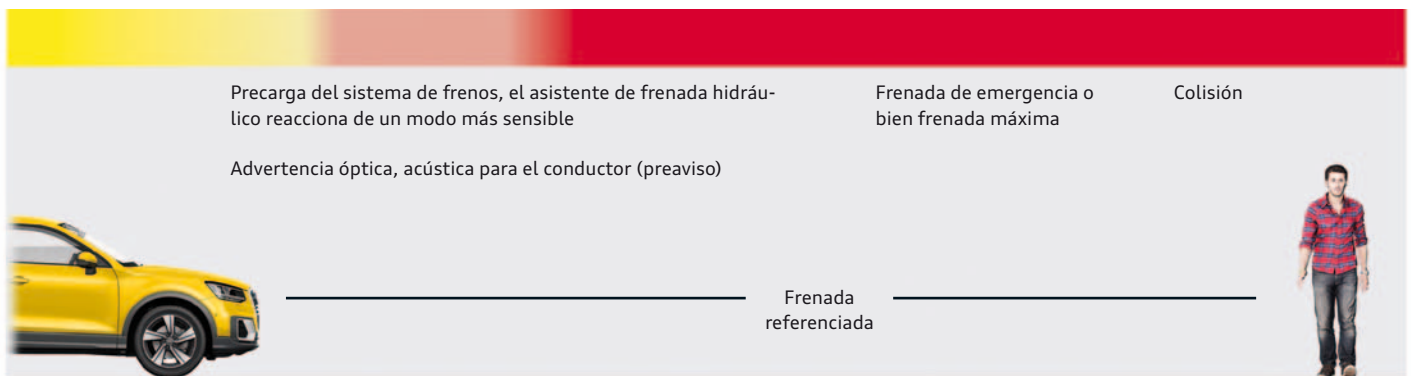 Precarga del sistema de frenos, el asistente de frenada hidráu-
lico reacciona de un modo más sensible
Advertencia óptica, acústica para el conductor (preaviso)
Frenada de emergencia o
bien frenada máxima
Colisión
Frenada
referenciada